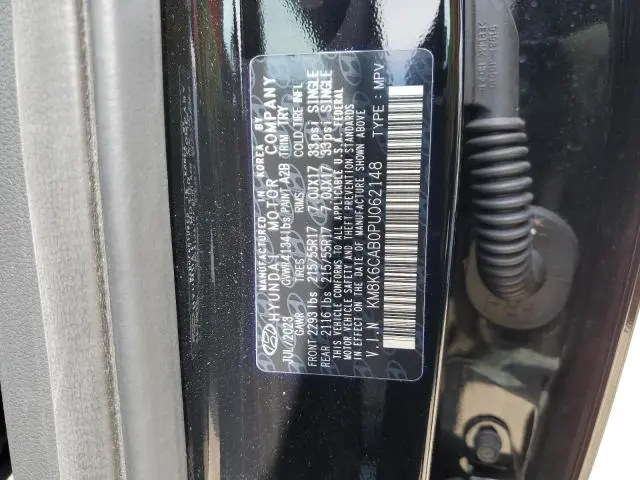 MANUFACTURED IN KOREA BY
HYUNDAI MOTOR COMPANY
JUL/2023 GVWR 4134 lbs PAINT A2B TRIM TRY
GAWR TIRES RIMS COLD TIRE INFL
FRONT 2293 lbs 215/55R17 7.0JX17 33psi SINGLE
REAR 2116 lbs 215/55R17 7.0JX17 33psi SINGLE
THIS VEHICLE CONFORMS TO ALL APPLICABLE U.S.A. FEDERAL
MOTOR VEHICLE SAFETY AND THEFT PREVENTION STANDARDS
IN EFFECT ON THE DATE OF MANUFACTURE SHOWN ABOVE
V.I.N KM8K6CAB0PU062148 TYPE : MPV